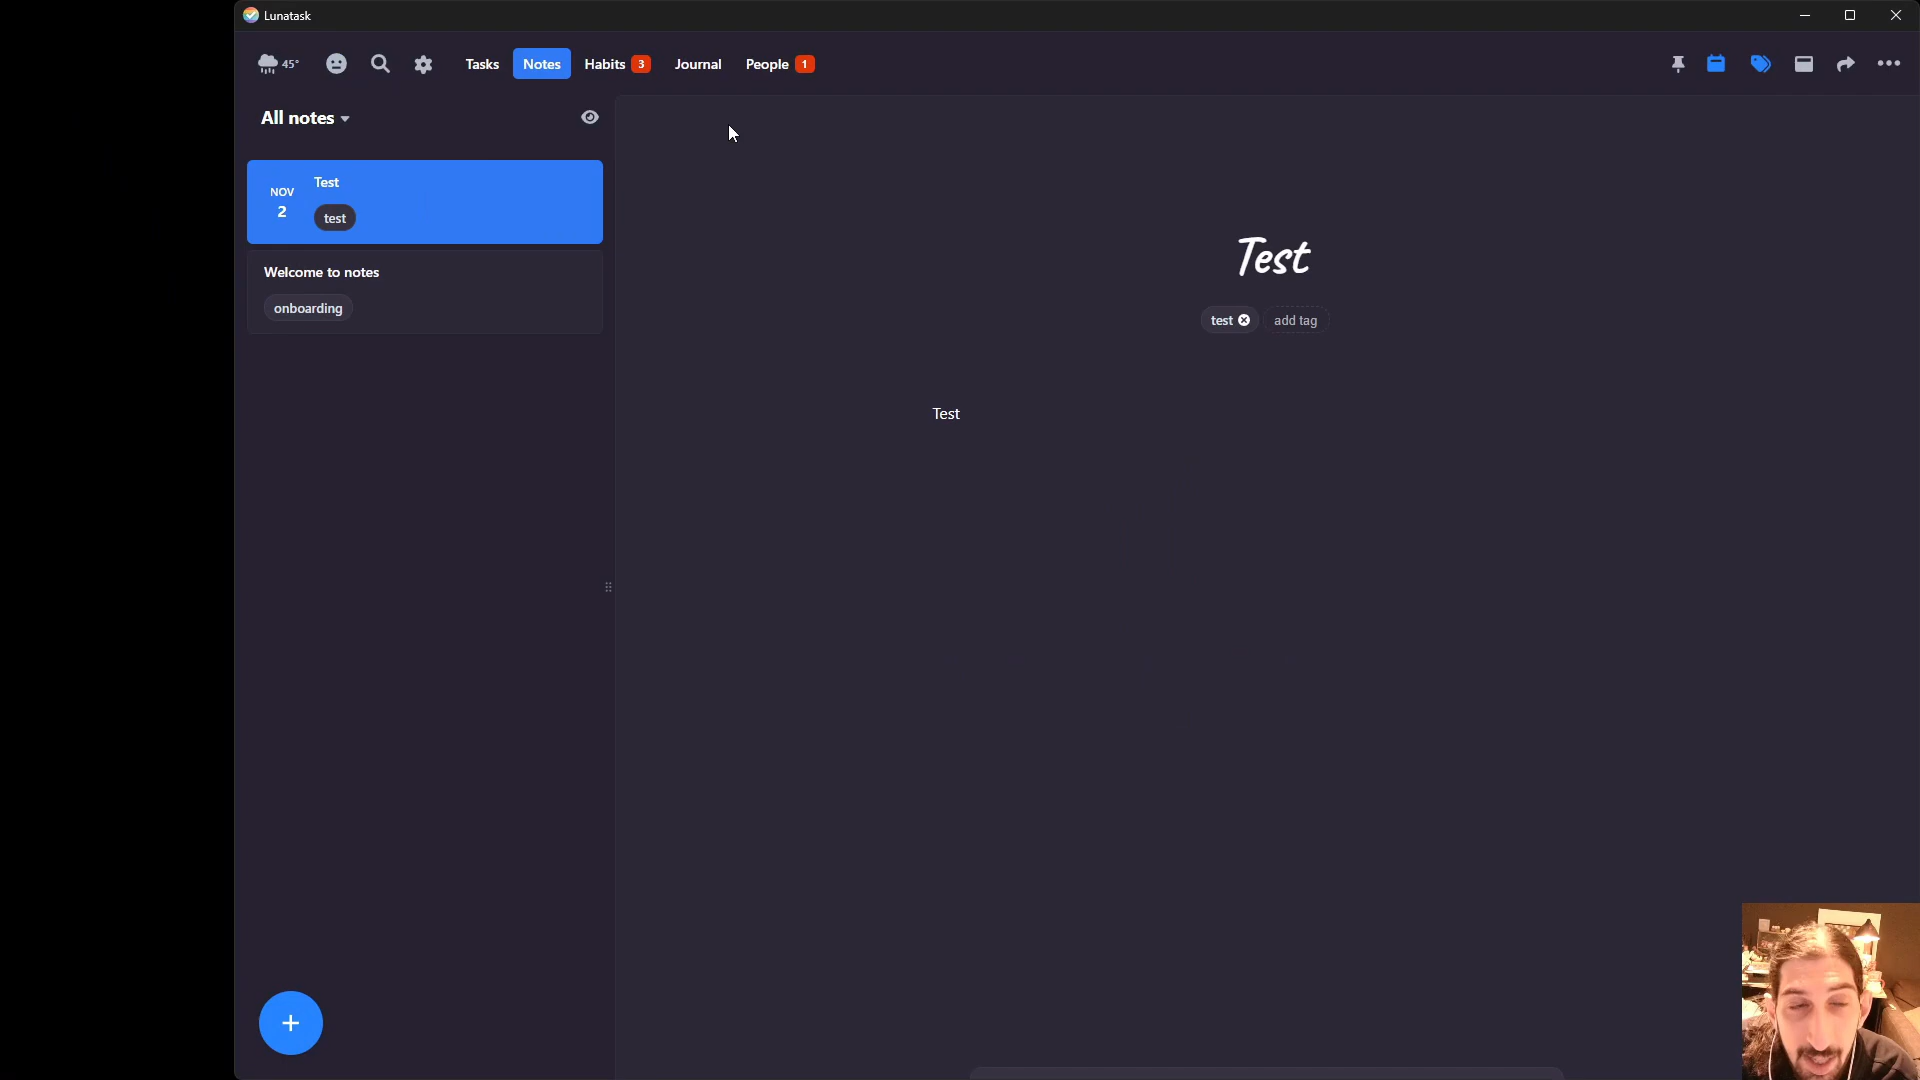 Lunatask
45°
Tasks
Notes
Habits 3
Journal
People 1
All notes
NOV
2
Test
test
Welcome to notes
onboarding
Test
test
add tag
Test